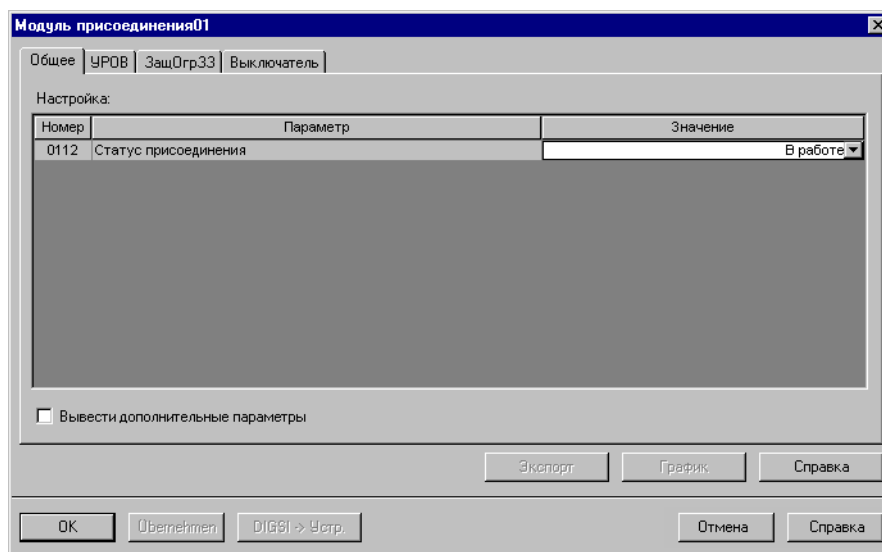 Модуль присоединения01
Общее УРОВ ЗащОгрЗЗ Выключатель
Настройка:
Номер Параметр Значение
0112 Статус присоединения В работе
Вывести дополнительные параметры
Экспорт График Справка
OK Übernehmen DIGSI -> Устр. Отмена Справка